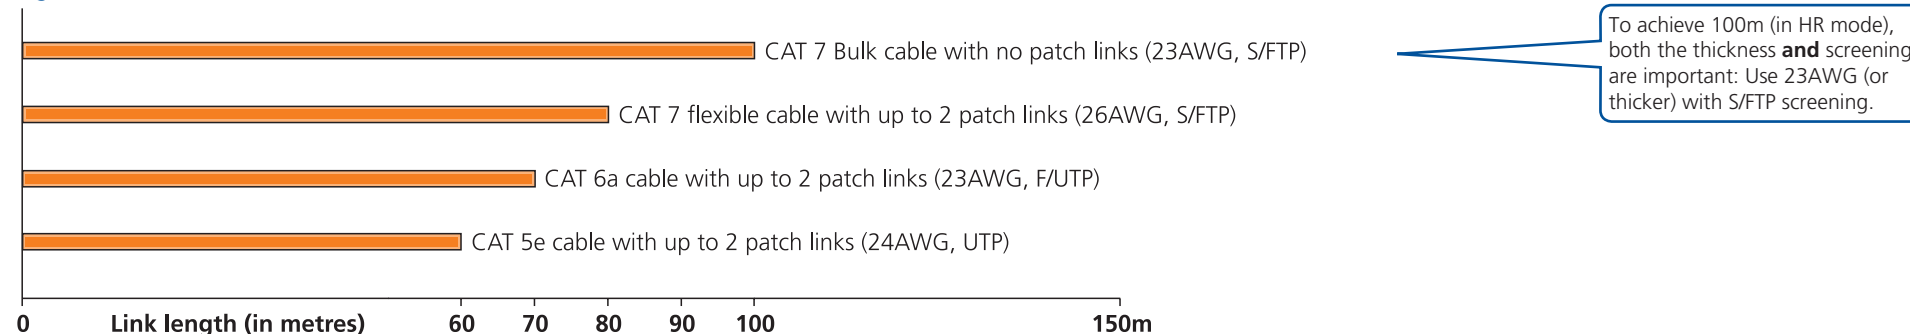 CAT 7 Bulk cable with no patch links (23AWG, S/FTP)
To achieve 100m (in HR mode),
both the thickness and screening
are important: Use 23AWG (or
thicker) with S/FTP screening.
CAT 7 flexible cable with up to 2 patch links (26AWG, S/FTP)
CAT 6a cable with up to 2 patch links (23AWG, F/UTP)
CAT 5e cable with up to 2 patch links (24AWG, UTP)
0 Link length (in metres) 60 70 80 90 100 150m